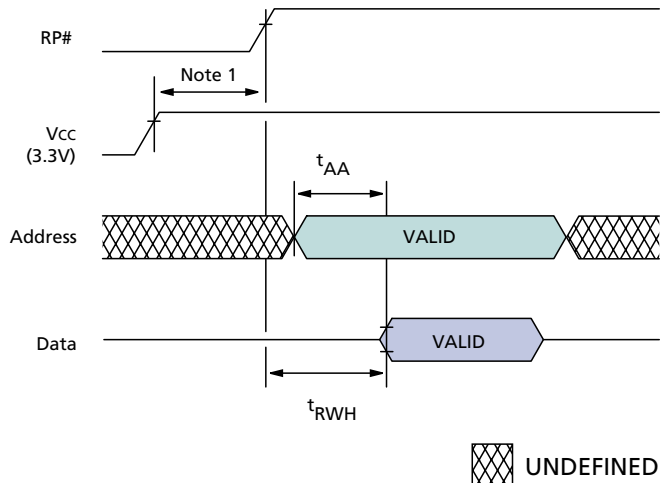 RP#
Note 1
VCC
(3.3V)
tAA
Address
VALID
Data
VALID
tRWH
UNDEFINED